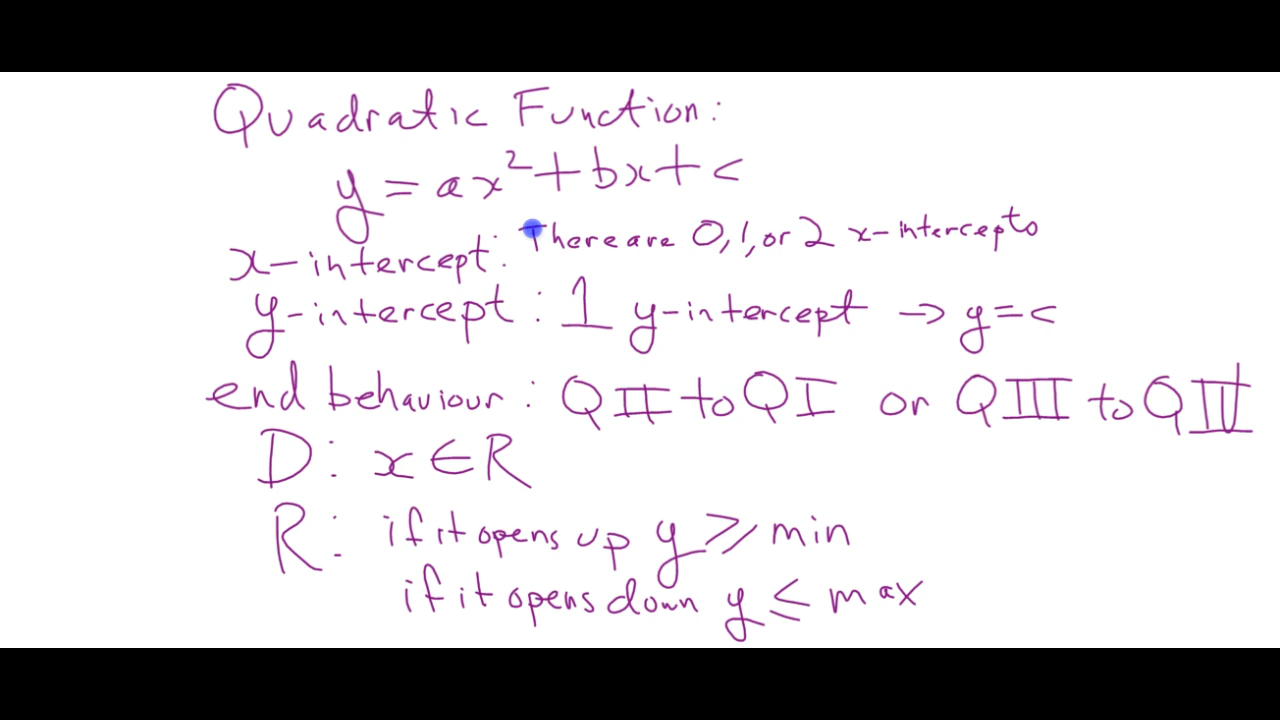 Quadratic Function:
y = ax² + bx + c
x-intercept: There are 0, 1, or 2 x-intercepts
y-intercept: 1 y-intercept → y = c
end behaviour: QII to QI or QIII to QIV
D: x ∈ R
R: if it opens up y ≥ min
if it opens down y ≤ max